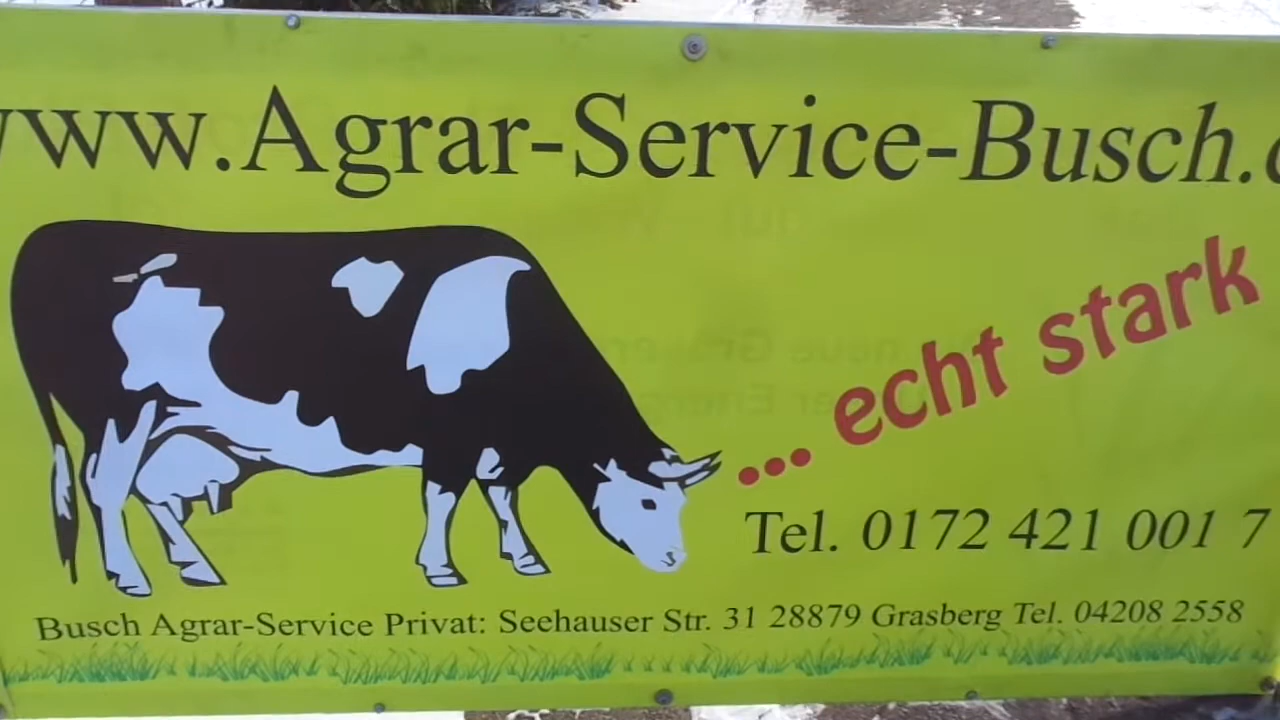 www.Agrar-Service-Busch.
... echt stark
Tel. 0172 421 001 7
Busch Agrar-Service Privat: Seehauser Str. 31 28879 Grasberg Tel. 04208 2558